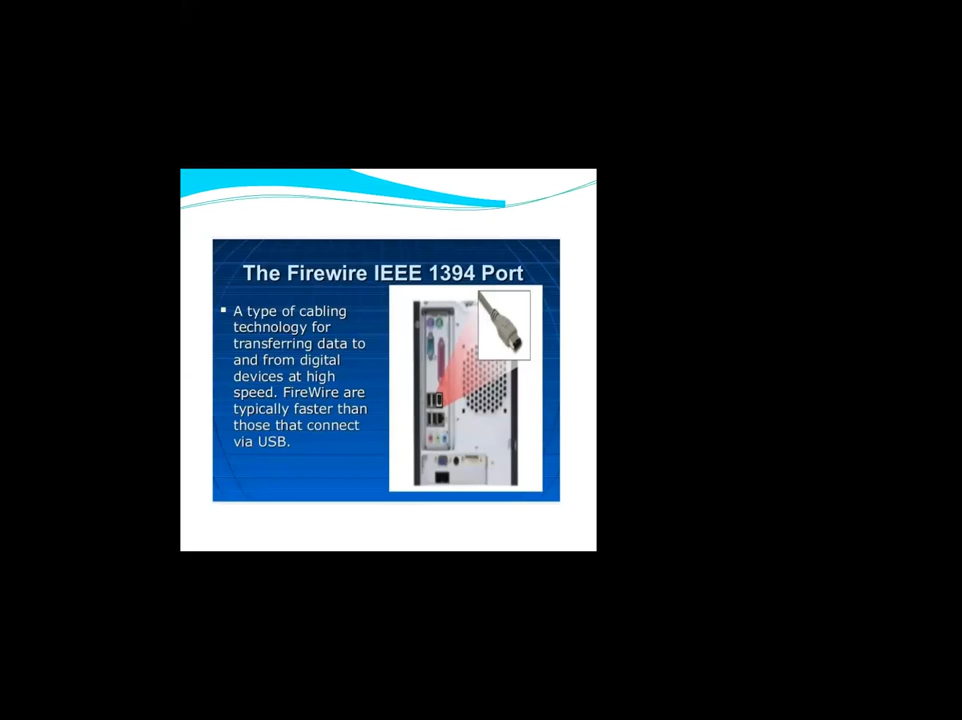 The Firewire IEEE 1394 Port
A type of cabling
technology for
transferring data to
and from digital
devices at high
speed. FireWire are
typically faster than
those that connect
via USB.